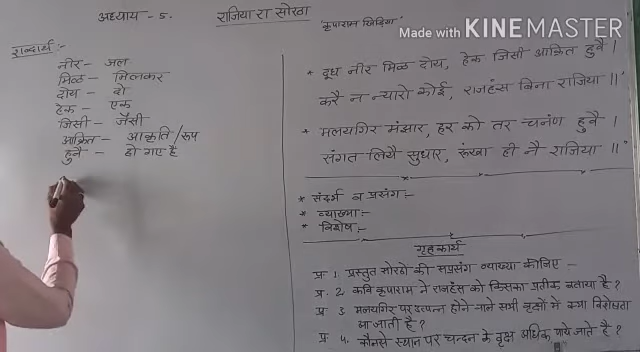 अध्याय - 5. राजिया रा सोरठा
"कृपाराम खिड़िया"
Made with KINEMASTER
शब्दार्थ :-
नीर - जल
मिळ - मिलकर
दोय - दो
हेक - एक
जिसी - जैसी
आक्रित - आकृति/रूप
हुवै - हो गए है
* दूध नीर मिळ दोय, हेक जिसी आक्रित हुवै।
करै न न्यारो कोई, राजहंस बिना राजिया॥"
* मलयगिर मंझार, हर को तर चनंण हुवै।
संगत लियै सुधार, रूंखा ही नै राजिया॥"
* संदर्भ व प्रसंग:-
* व्याख्या:-
* विशेष:-
गृहकार्य
प्र. 1. प्रस्तुत सोरठों की सप्रसंग व्याख्या कीजिए -
प्र. 2 कवि कृपाराम ने राजहंस को किसका प्रतीक बताया है?
प्र 3 मलयगिर पर उत्पन्न होने वाले सभी वृक्षों में क्या विशेषता
आ जाती है?
प्र 4. कौनसे स्थान पर चन्दन के वृक्ष अधिक पाये जाते है?